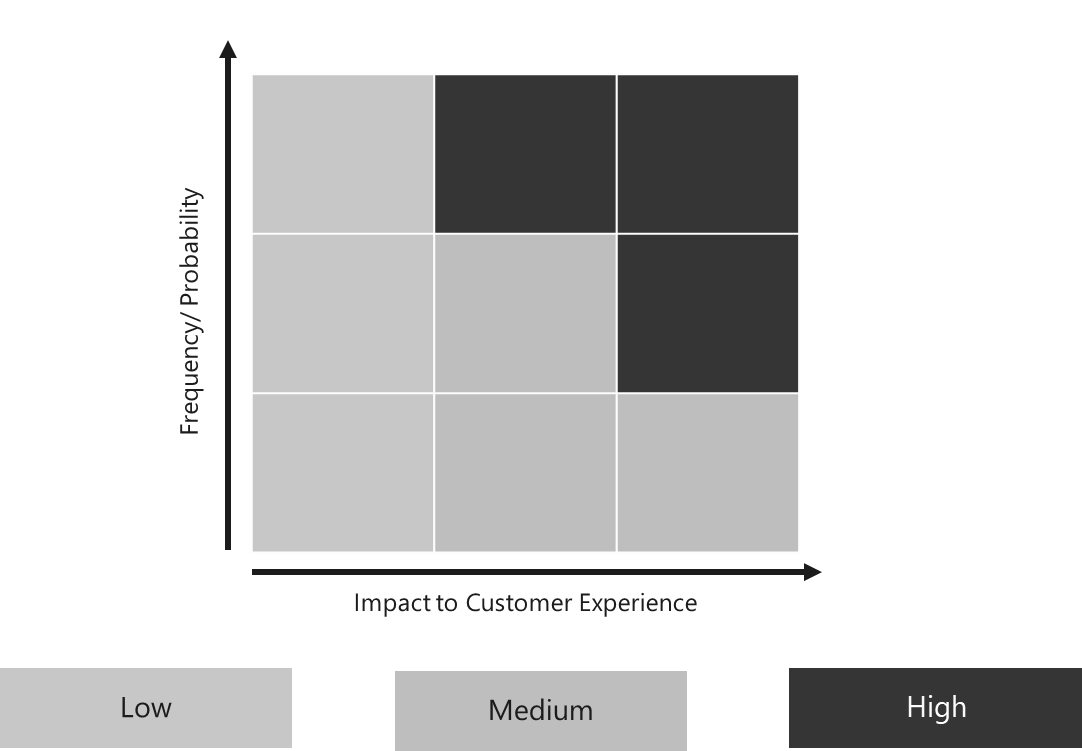 Frequency/ Probability
Impact to Customer Experience
Low
Medium
High